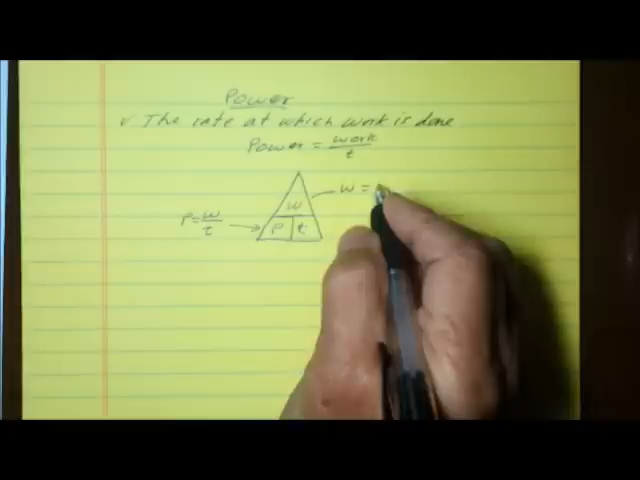 Power
✓ The rate at which work is done
Power = work
t
W
W =
P = W
t
P t